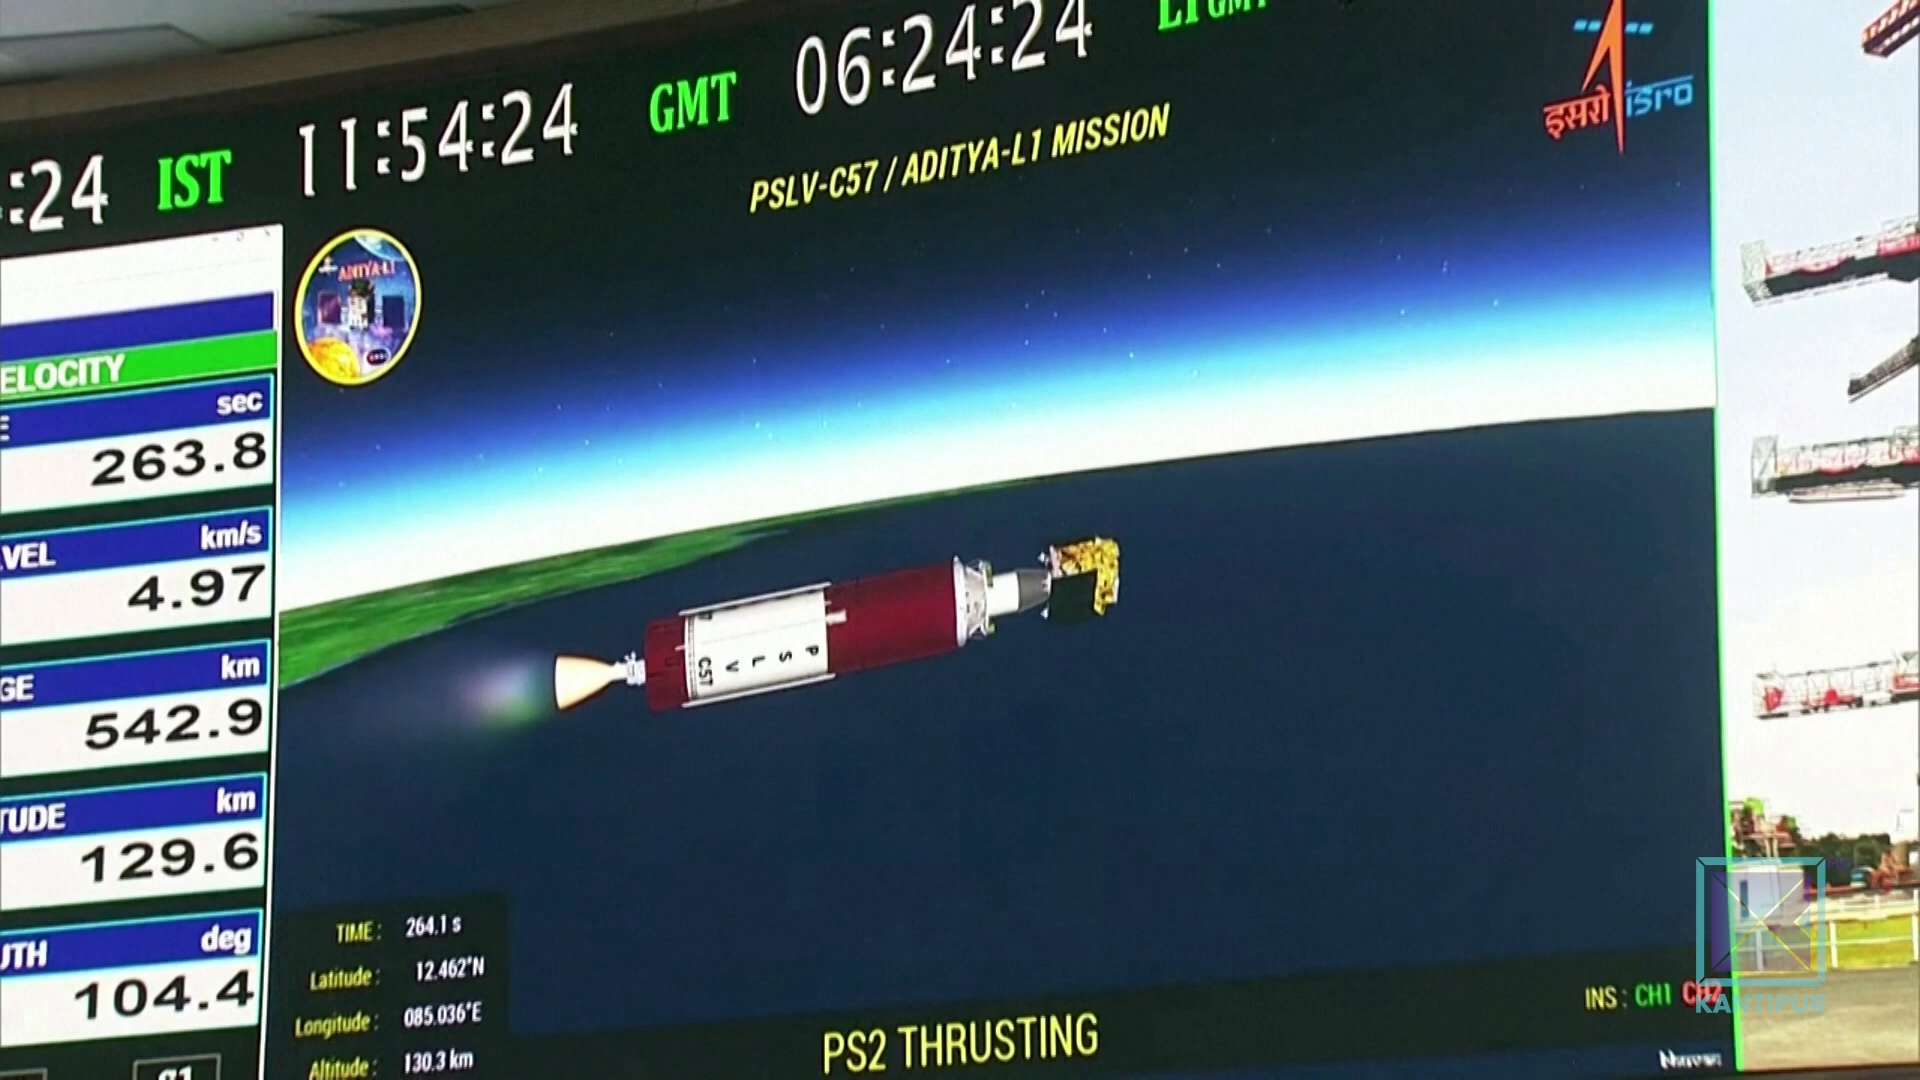 :24 IST 11:54:24 GMT 06:24:24
PSLV-C57 / ADITYA-L1 MISSION
इसरो isro
ADITYA-L1
ELOCITY
sec
263.8
VEL km/s
4.97
GE km
542.9
TUDE km
129.6
UTH deg
104.4
P S L V
C57
TIME : 264.1 s
Latitude : 12.462°N
Longitude : 085.036°E
Altitude : 130.3 km
PS2 THRUSTING
INS : CH1 CH2
KANTIPUR